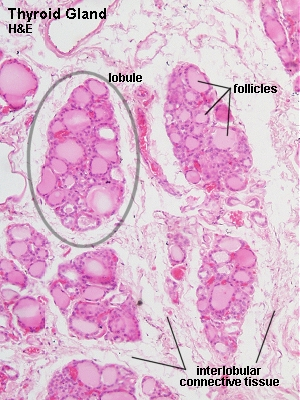 Thyroid Gland
H&E
lobule
follicles
interlobular
connective tissue